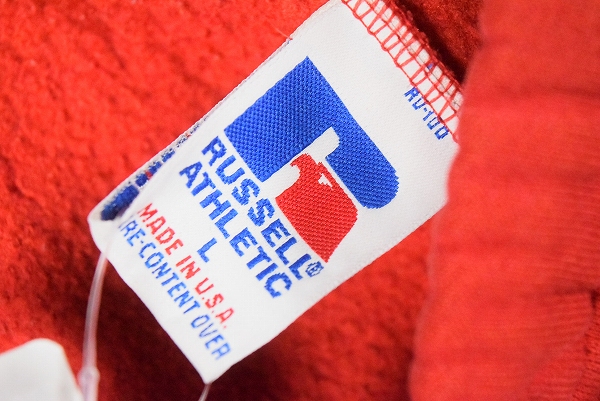 RUSSELL®
ATHLETIC
L
MADE IN U.S.A.
RE-CONTENT OVER
RU-100